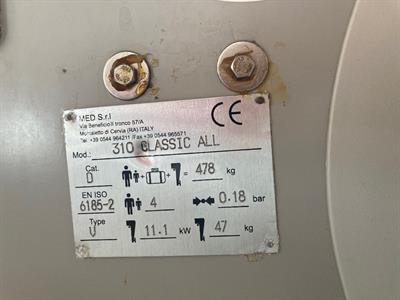 MED S.r.l
Via Beneficio II tronco 57/A
Montaletto di Cervia (RA) ITALY
Tel +39 0544 964211 /Fax +39 0544 965571
CE
Mod.: 310 CLASSIC ALL
Cat. D + + = 478 kg
EN ISO 6185-2 4 0.18 bar
Type V 11.1 kW 47 kg